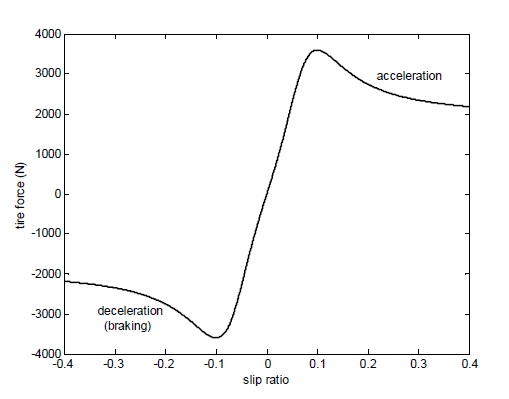 4000
3000
2000
1000
0
-1000
-2000
-3000
-4000
tire force (N)
acceleration
deceleration
(braking)
-0.4 -0.3 -0.2 -0.1 0 0.1 0.2 0.3 0.4
slip ratio